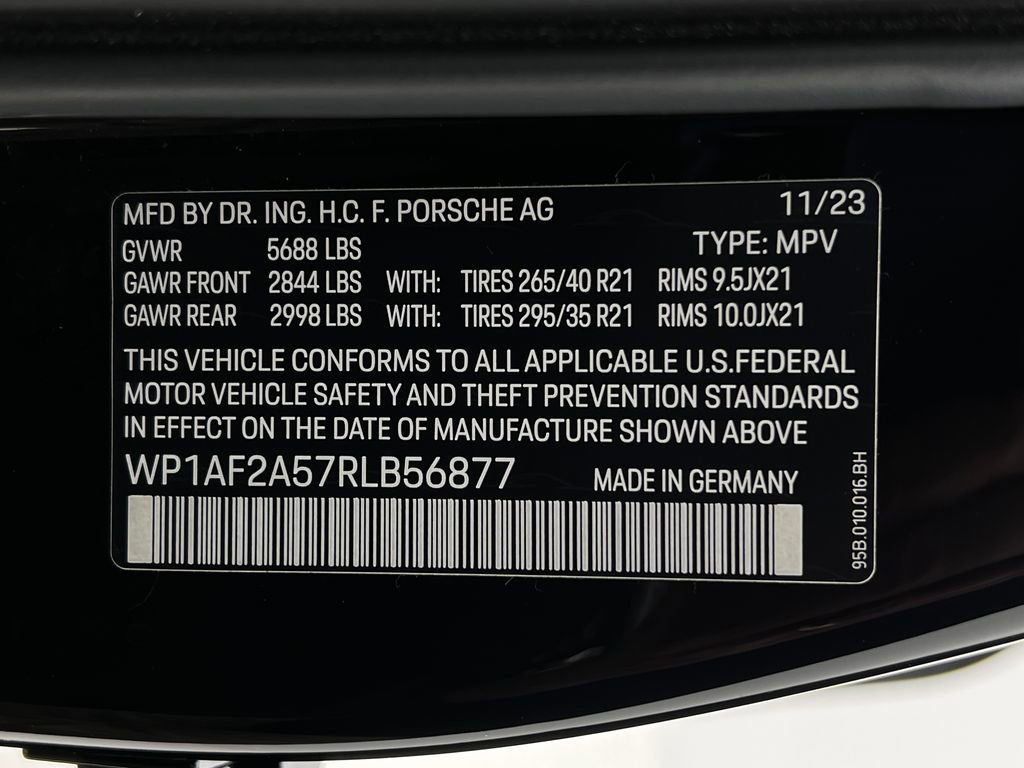 MFD BY DR. ING. H.C. F. PORSCHE AG 11/23
GVWR 5688 LBS TYPE: MPV
GAWR FRONT 2844 LBS WITH: TIRES 265/40 R21 RIMS 9.5JX21
GAWR REAR 2998 LBS WITH: TIRES 295/35 R21 RIMS 10.0JX21
THIS VEHICLE CONFORMS TO ALL APPLICABLE U.S.FEDERAL
MOTOR VEHICLE SAFETY AND THEFT PREVENTION STANDARDS
IN EFFECT ON THE DATE OF MANUFACTURE SHOWN ABOVE
WP1AF2A57RLB56877 MADE IN GERMANY
95B.010.016.BH